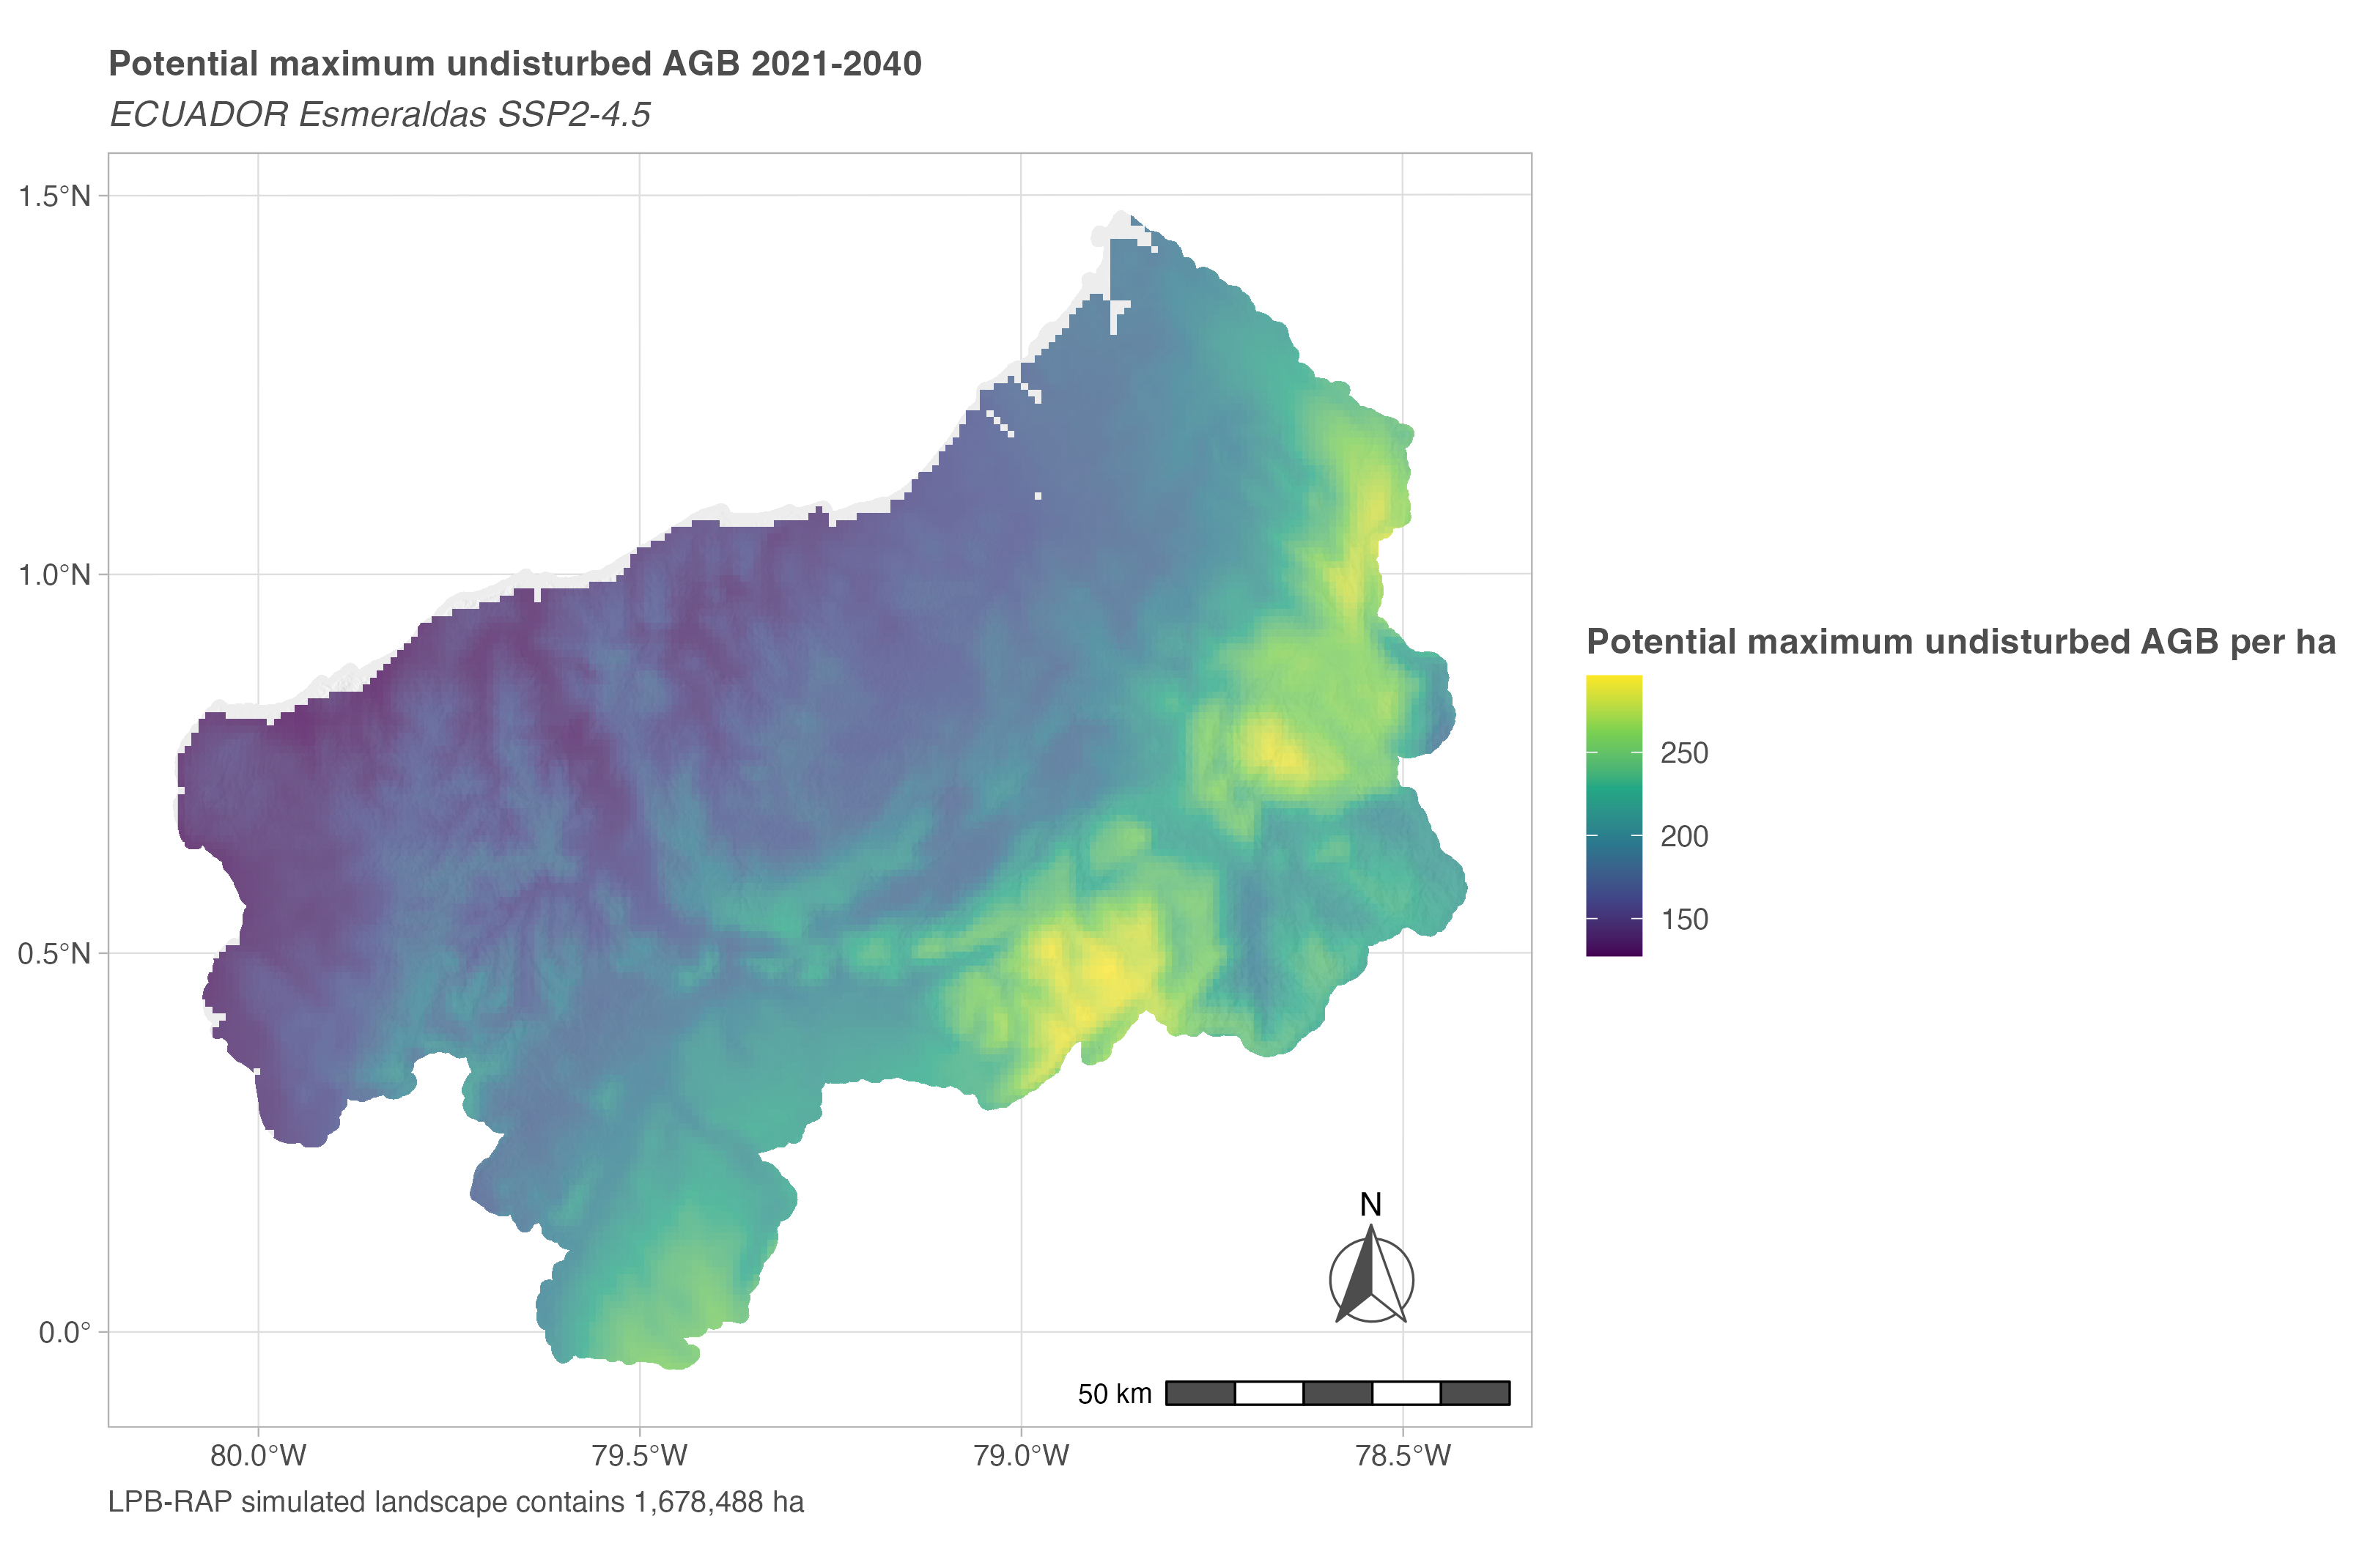 Potential maximum undisturbed AGB 2021-2040
ECUADOR Esmeraldas SSP2-4.5
1.5°N
1.0°N
0.5°N
0.0°
80.0°W
79.5°W
79.0°W
78.5°W
N
50 km
Potential maximum undisturbed AGB per ha
250
200
150
LPB-RAP simulated landscape contains 1,678,488 ha